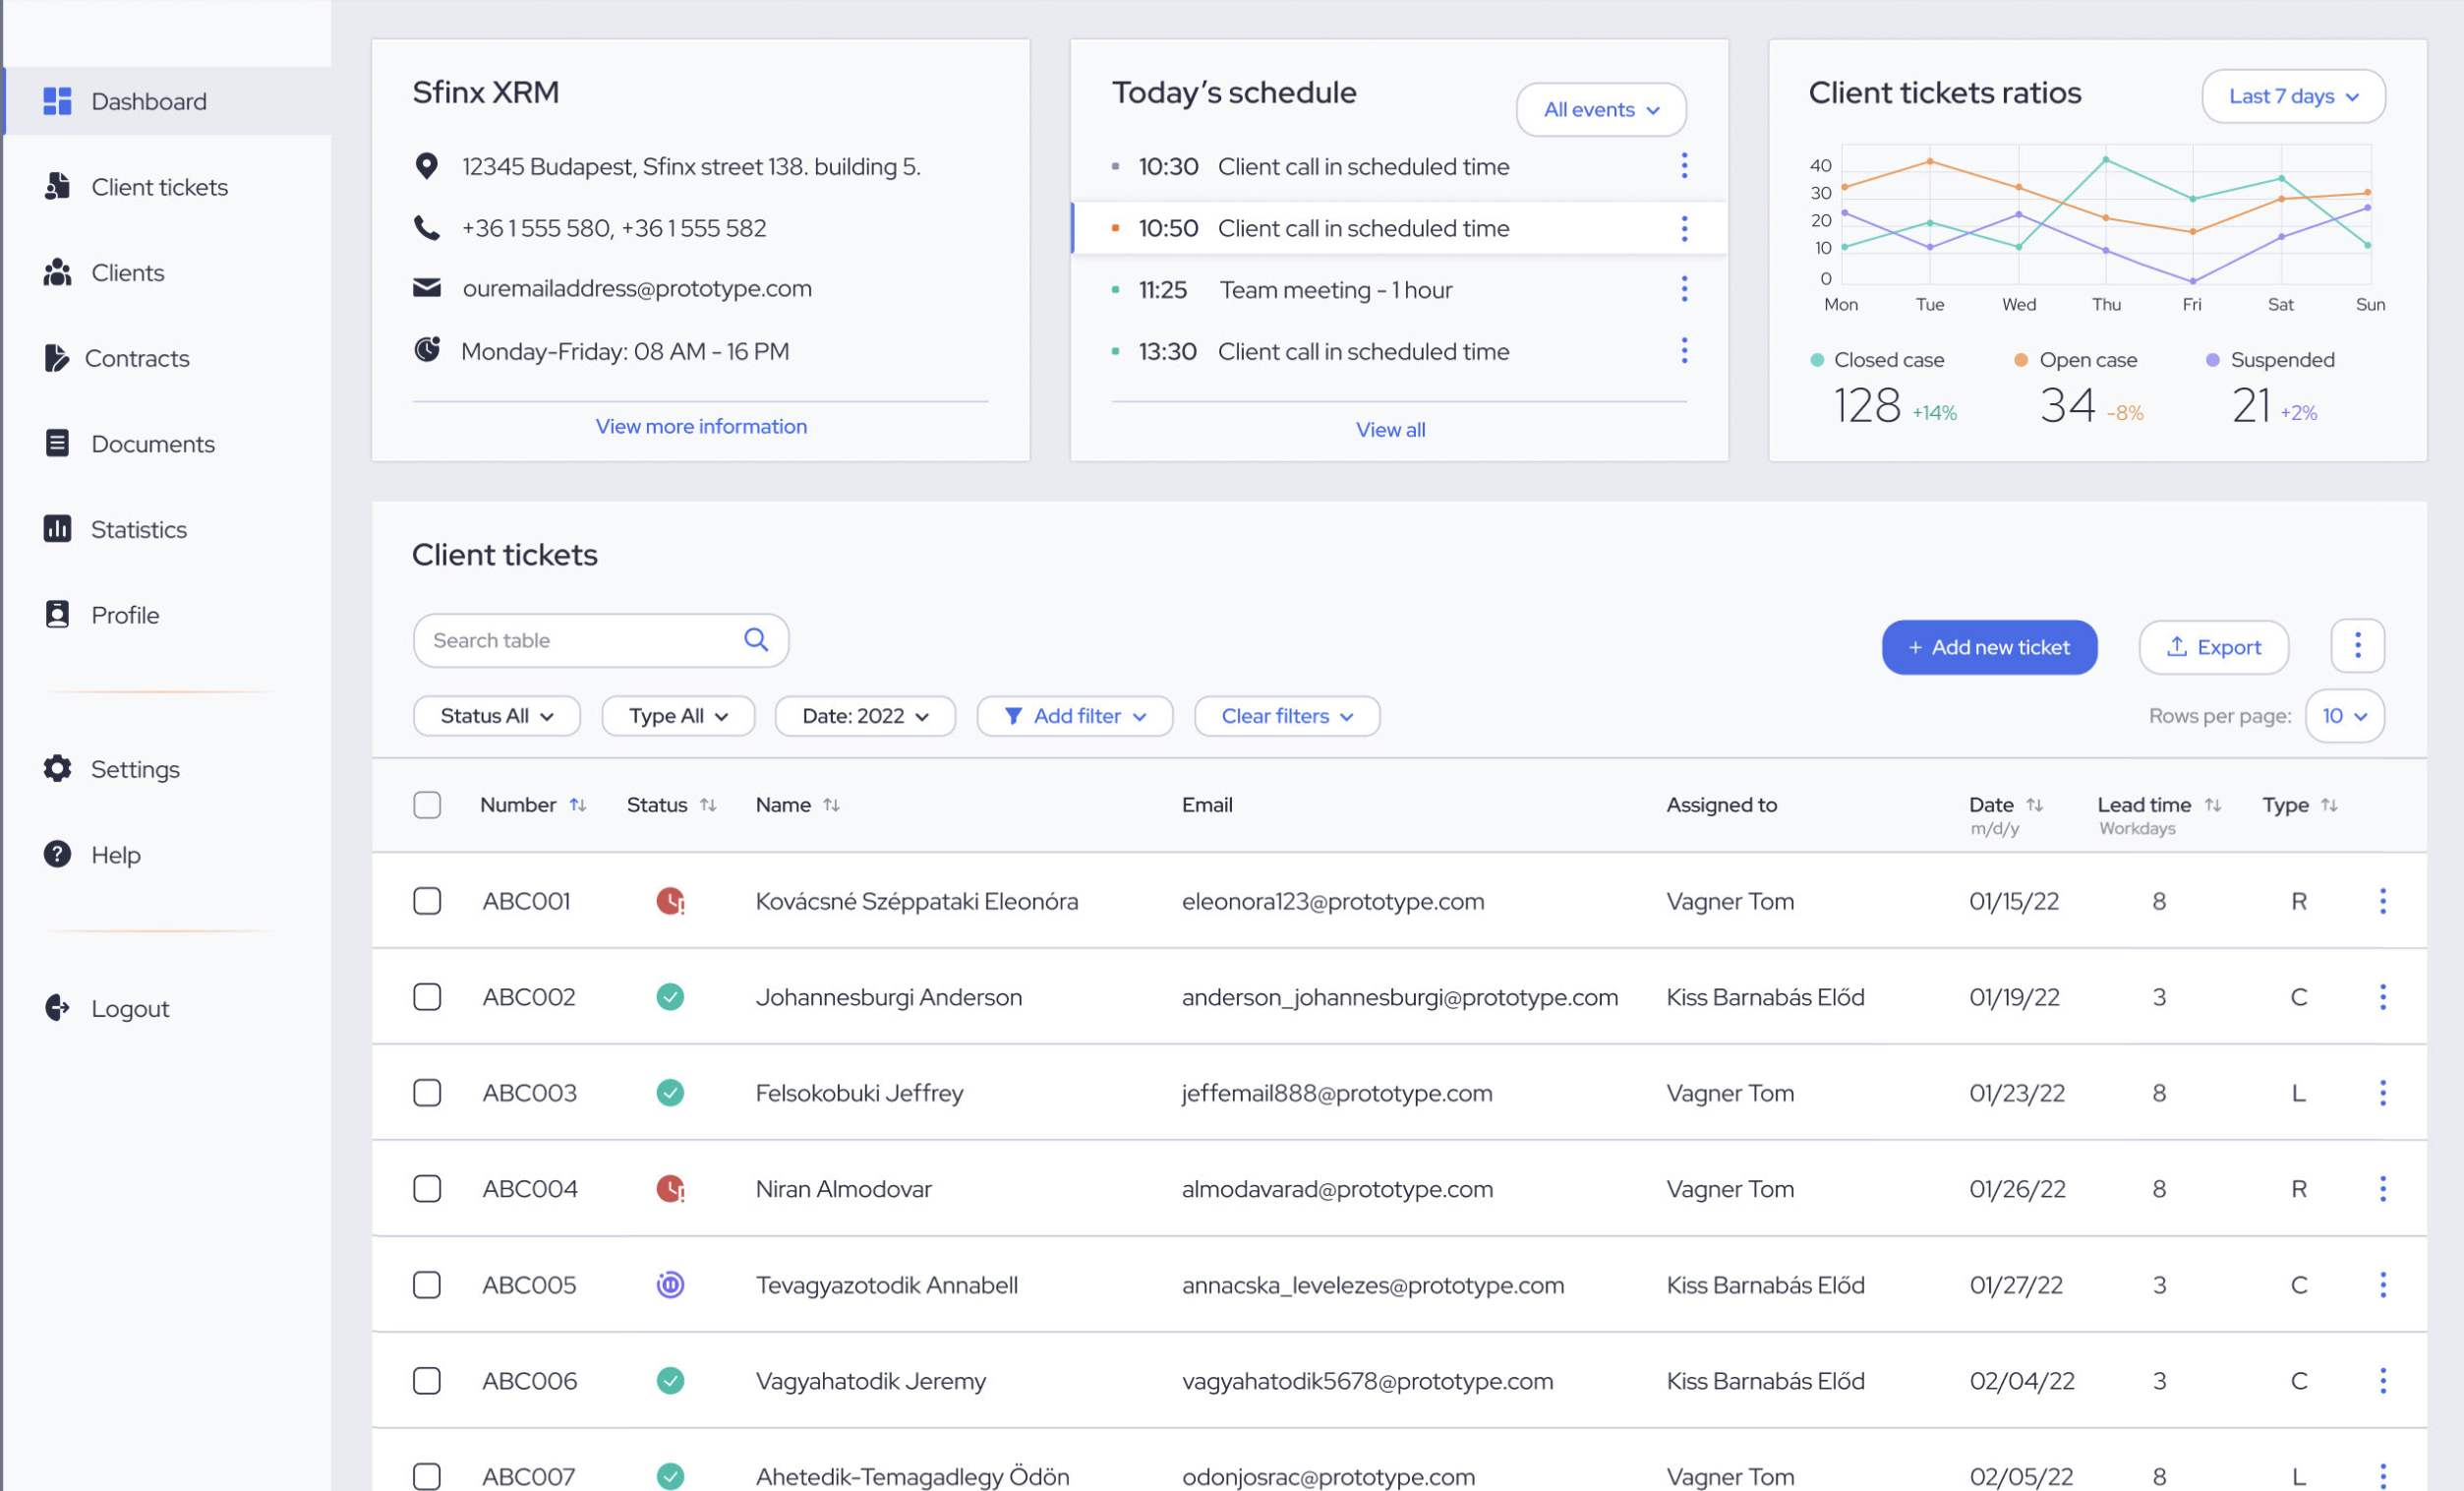 Dashboard
Client tickets
Clients
Contracts
Documents
Statistics
Profile
Settings
Help
Logout
Sfinx XRM
12345 Budapest, Sfinx street 138. building 5.
+36 1 555 580, +36 1 555 582
ouremailaddress@prototype.com
Monday-Friday: 08 AM - 16 PM
View more information
Today’s schedule
All events
10:30 Client call in scheduled time
10:50 Client call in scheduled time
11:25 Team meeting - 1 hour
13:30 Client call in scheduled time
View all
Client tickets ratios
Last 7 days
40
30
20
10
0
Mon Tue Wed Thu Fri Sat Sun
Closed case Open case Suspended
128 +14% 34 -8% 21 +2%
Client tickets
Search table
+ Add new ticket Export
Status All Type All Date: 2022 Add filter Clear filters Rows per page: 10
Number Status Name Email Assigned to Date Lead time Type
m/d/y Workdays
ABC001 Kovácsné Széppataki Eleonóra eleonora123@prototype.com Vagner Tom 01/15/22 8 R
ABC002 Johannesburgi Anderson anderson_johannesburgi@prototype.com Kiss Barnabás Előd 01/19/22 3 C
ABC003 Felsokobuki Jeffrey jeffemail888@prototype.com Vagner Tom 01/23/22 8 L
ABC004 Niran Almodovar almodavarad@prototype.com Vagner Tom 01/26/22 8 R
ABC005 Tevagyazotodik Annabell annacska_levelezes@prototype.com Kiss Barnabás Előd 01/27/22 3 C
ABC006 Vagyahatodik Jeremy vagyahatodik5678@prototype.com Kiss Barnabás Előd 02/04/22 3 C
ABC007 Ahetedik-Temagadlegy Ödön odonjosrac@prototype.com Vagner Tom 02/05/22 8 L